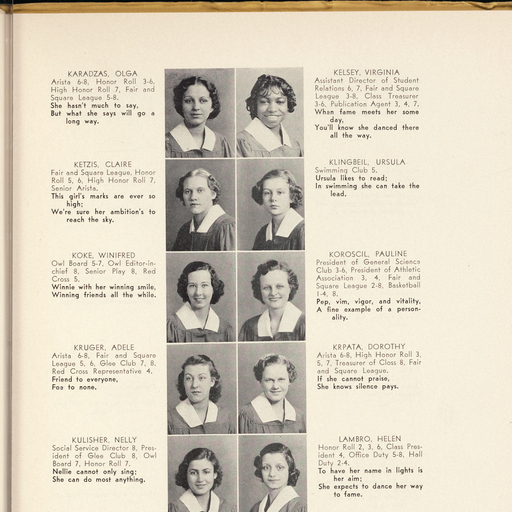 KARADZAS, OLGA
Arista 6-8, Honor Roll 3-6,
High Honor Roll 7, Fair and
Square League 5-8.
She hasn't much to say,
But what she says will go a
long way.
KELSEY, VIRGINIA
Assistant Director of Student
Relations 6, 7, Fair and Square
League 3-8, Class Treasurer
3-6, Publication Agent 3, 4, 7.
When fame meets her some
day,
You'll know she danced there
all the way.
KETZIS, CLAIRE
Fair and Square League, Honor
Roll 5, 6, High Honor Roll 7,
Senior Arista.
This girl's marks are ever so
high;
We're sure her ambition's to
reach the sky.
KLINGBEIL, URSULA
Swimming Club 5.
Ursula likes to read;
In swimming she can take the
lead.
KOKE, WINIFRED
Owl Board 5-7, Owl Editor-in-
chief 8, Senior Play 8, Red
Cross 5.
Winnie with her winning smile,
Winning friends all the while.
KOROSCIL, PAULINE
President of General Science
Club 3-6, President of Athletic
Association 3, 4, Fair and
Square League 2-8, Basketball
1-4, 8.
Pep, vim, vigor, and vitality,
A fine example of a person-
ality.
KRUGER, ADELE
Arista 6-8, Fair and Square
League 5, 6, Glee Club 7, 8,
Red Cross Representative 4.
Friend to everyone,
Foe to none.
KRPATA, DOROTHY
Arista 6-8, High Honor Roll 3,
5, 7, Treasurer of Class 8, Fair
and Square League.
If she cannot praise,
She knows silence pays.
KULISHER, NELLY
Social Service Director 8, Pres-
ident of Glee Club 8, Owl
Board 7, Honor Roll 7.
Nellie cannot only sing;
She can do most anything.
LAMBRO, HELEN
Honor Roll 2, 3, 6, Class Presi-
dent 4, Office Duty 5-8, Hall
Duty 2-4.
To have her name in lights is
her aim;
She expects to dance her way
to fame.